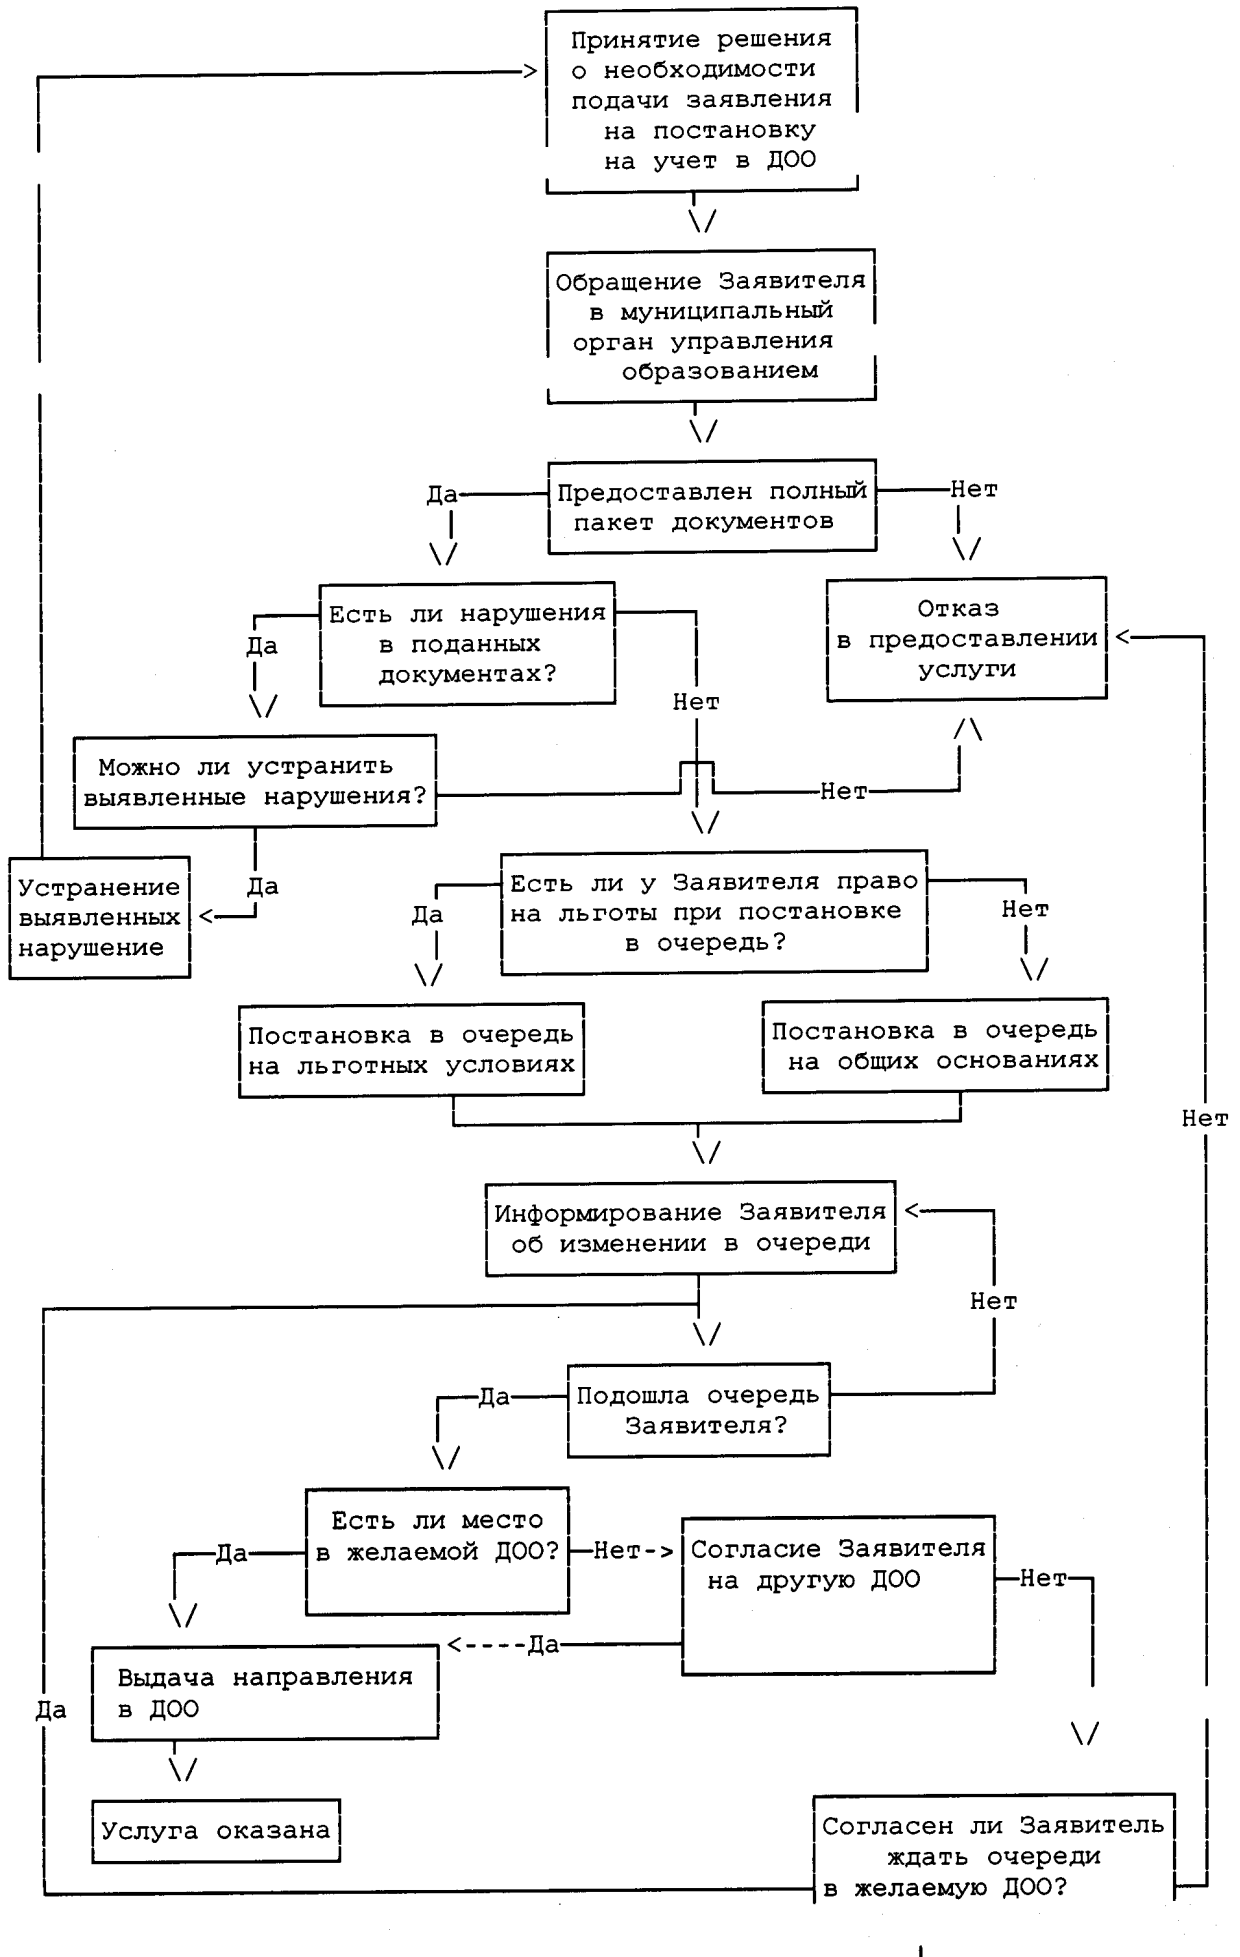 Принятие решения
о необходимости
подачи заявления
на постановку
на учет в ДОО
Обращение Заявителя
в муниципальный
орган управления
образованием
Да
Предоставлен полный
пакет документов
Нет
Есть ли нарушения
в поданных
документах?
Да
Нет
Отказ
в предоставлении
услуги
Можно ли устранить
выявленные нарушения?
Нет
Да
Устранение
выявленных
нарушение
Есть ли у Заявителя право
на льготы при постановке
в очередь?
Да
Нет
Постановка в очередь
на льготных условиях
Постановка в очередь
на общих основаниях
Нет
Информирование Заявителя
об изменении в очереди
Нет
Да
Подошла очередь
Заявителя?
Есть ли место
в желаемой ДОО?
Да
Нет->
Согласие Заявителя
на другую ДОО
Нет
<----Да
Выдача направления
в ДОО
Да
Услуга оказана
Согласен ли Заявитель
ждать очереди
в желаемую ДОО?